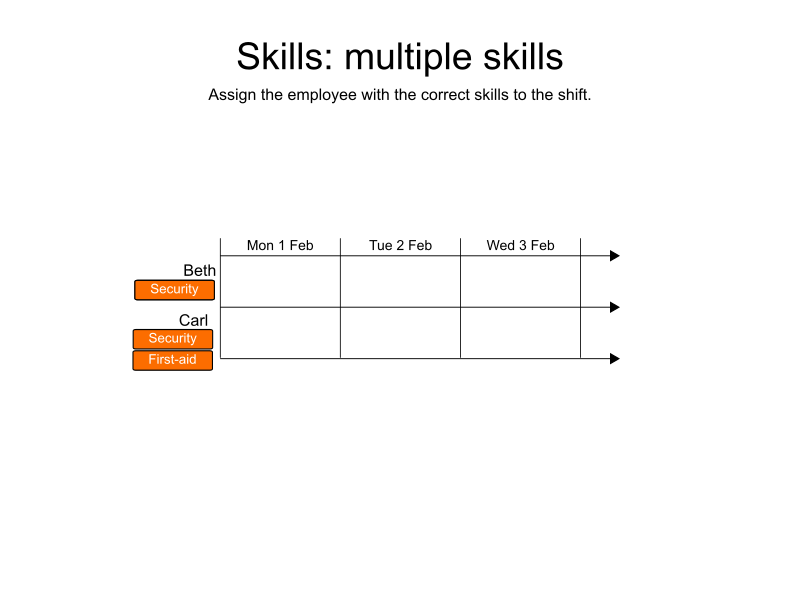 Skills: multiple skills
Assign the employee with the correct skills to the shift.
Mon 1 Feb Tue 2 Feb Wed 3 Feb
Beth
Security
Carl
Security
First-aid